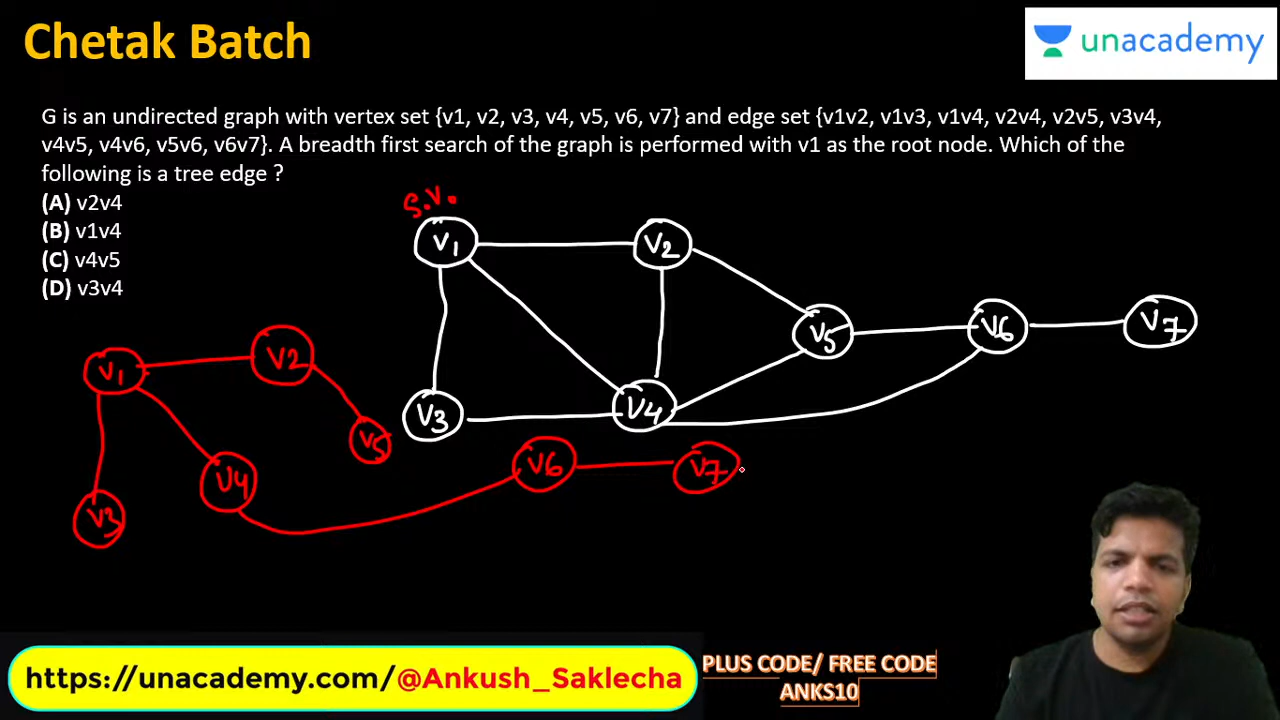 Chetak Batch
unacademy
G is an undirected graph with vertex set {v1, v2, v3, v4, v5, v6, v7} and edge set {v1v2, v1v3, v1v4, v2v4, v2v5, v3v4,
v4v5, v4v6, v5v6, v6v7}. A breadth first search of the graph is performed with v1 as the root node. Which of the
following is a tree edge ?
(A) v2v4
(B) v1v4
(C) v4v5
(D) v3v4
S.V.
V1
V2
V5
V6
V7
V3
V4
V1
V2
V5
V4
V3
V6
V7
https://unacademy.com/@Ankush_Saklecha
PLUS CODE/ FREE CODE
ANKS10